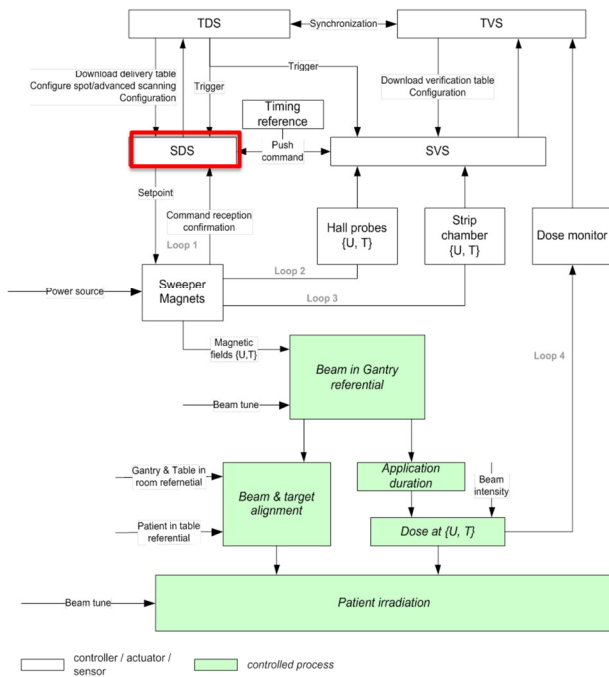 TDS
Synchronization
TVS
Download delivery table
Configure spot/advanced scanning
Configuration
Trigger
Trigger
Download verification table
Configuration
Timing
reference
SDS
Push
command
SVS
Setpoint
Command reception
confirmation
Loop 1
Hall probes
{U, T}
Strip
chamber
{U, T}
Dose monitor
Loop 2
Power source
Sweeper
Magnets
Loop 3
Magnetic
fields {U,T}
Loop 4
Beam in Gantry
referential
Beam tune
Gantry & Table in
room refernetial
Beam & target
alignment
Application
duration
Beam
intensity
Patient in table
referential
Dose at {U, T}
Beam tune
Patient irradiation
controller / actuator /
sensor
controlled process